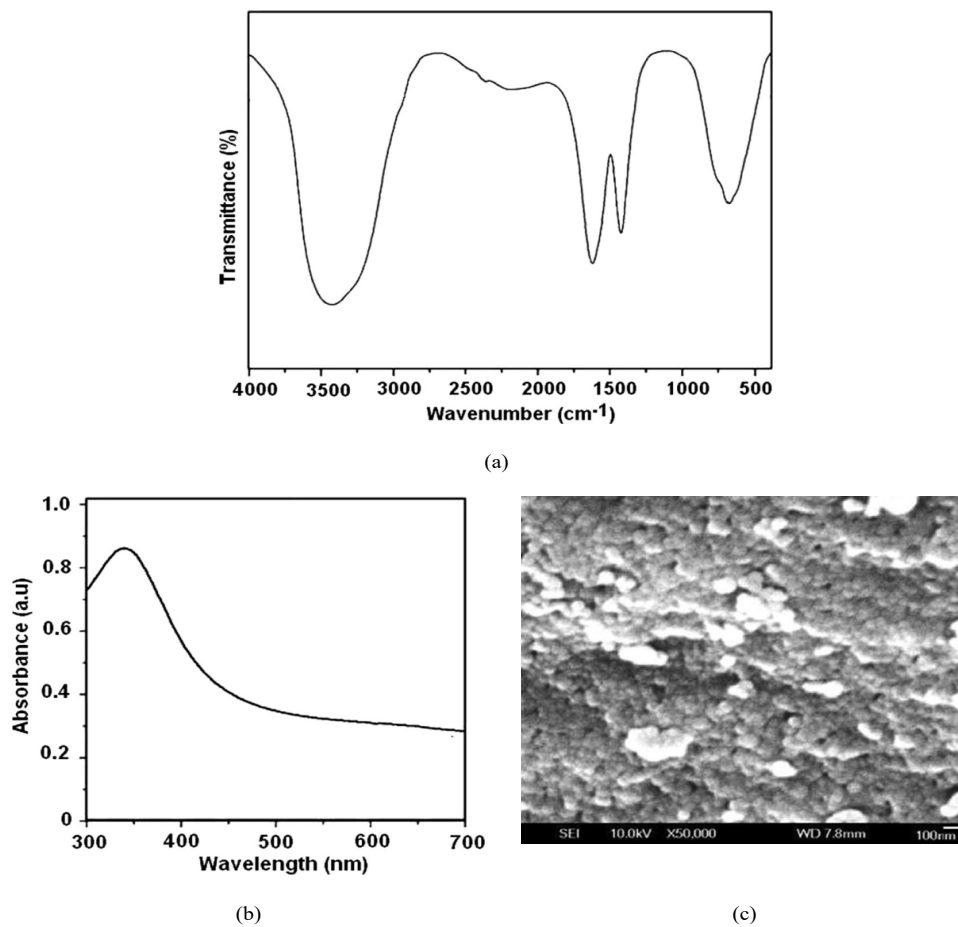 Transmittance (%)
4000 3500 3000 2500 2000 1500 1000 500
Wavenumber (cm-1)
(a)
Absorbance (a.u)
1.0
0.8
0.6
0.4
0.2
0
300 400 500 600 700
Wavelength (nm)
(b)
SEI 10.0kV X50,000 WD 7.8mm 100nm
(c)